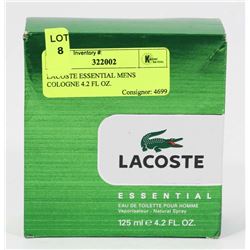 LOT
8
Inventory #:
322002
LACOSTE ESSENTIAL MENS
COLOGNE 4.2 FL OZ.
Consignor: 4699
LACOSTE
ESSENTIAL
EAU DE TOILETTE POUR HOMME
Vaporisateur - Natural Spray
125 ml e 4.2 FL. OZ.